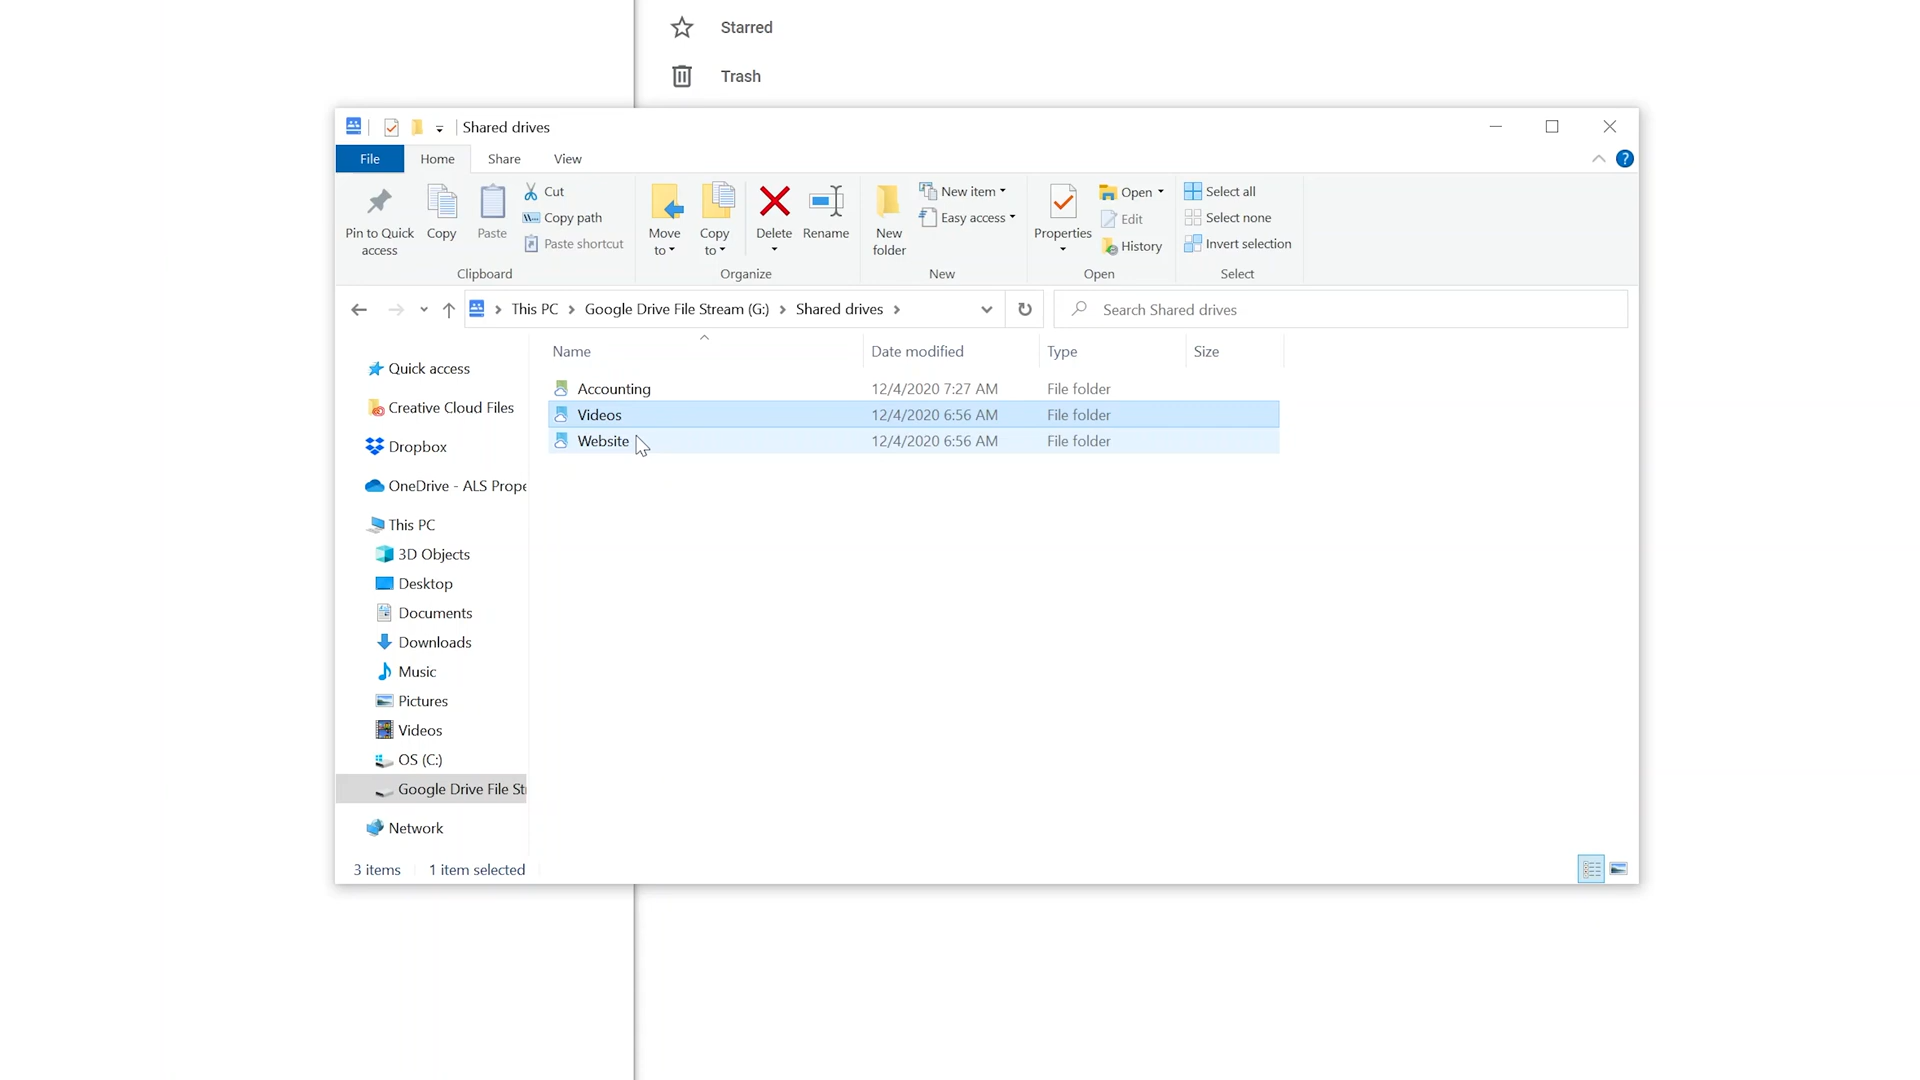 Starred
Trash
Shared drives
File Home Share View
Pin to Quick access
Copy
Paste
Cut
Copy path
Paste shortcut
Clipboard
Move to
Copy to
Delete
Rename
Organize
New folder
New item
Easy access
New
Properties
Open
Edit
History
Open
Select all
Select none
Invert selection
Select
This PC Google Drive File Stream (G:) Shared drives
Search Shared drives
Name Date modified Type Size
Accounting 12/4/2020 7:27 AM File folder
Videos 12/4/2020 6:56 AM File folder
Website 12/4/2020 6:56 AM File folder
Quick access
Creative Cloud Files
Dropbox
OneDrive - ALS Prope
This PC
3D Objects
Desktop
Documents
Downloads
Music
Pictures
Videos
OS (C:)
Google Drive File St
Network
3 items 1 item selected